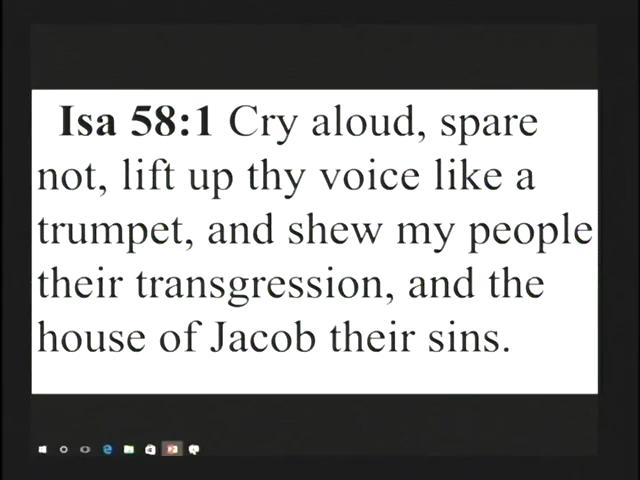 Isa 58:1 Cry aloud, spare
not, lift up thy voice like a
trumpet, and shew my people
their transgression, and the
house of Jacob their sins.